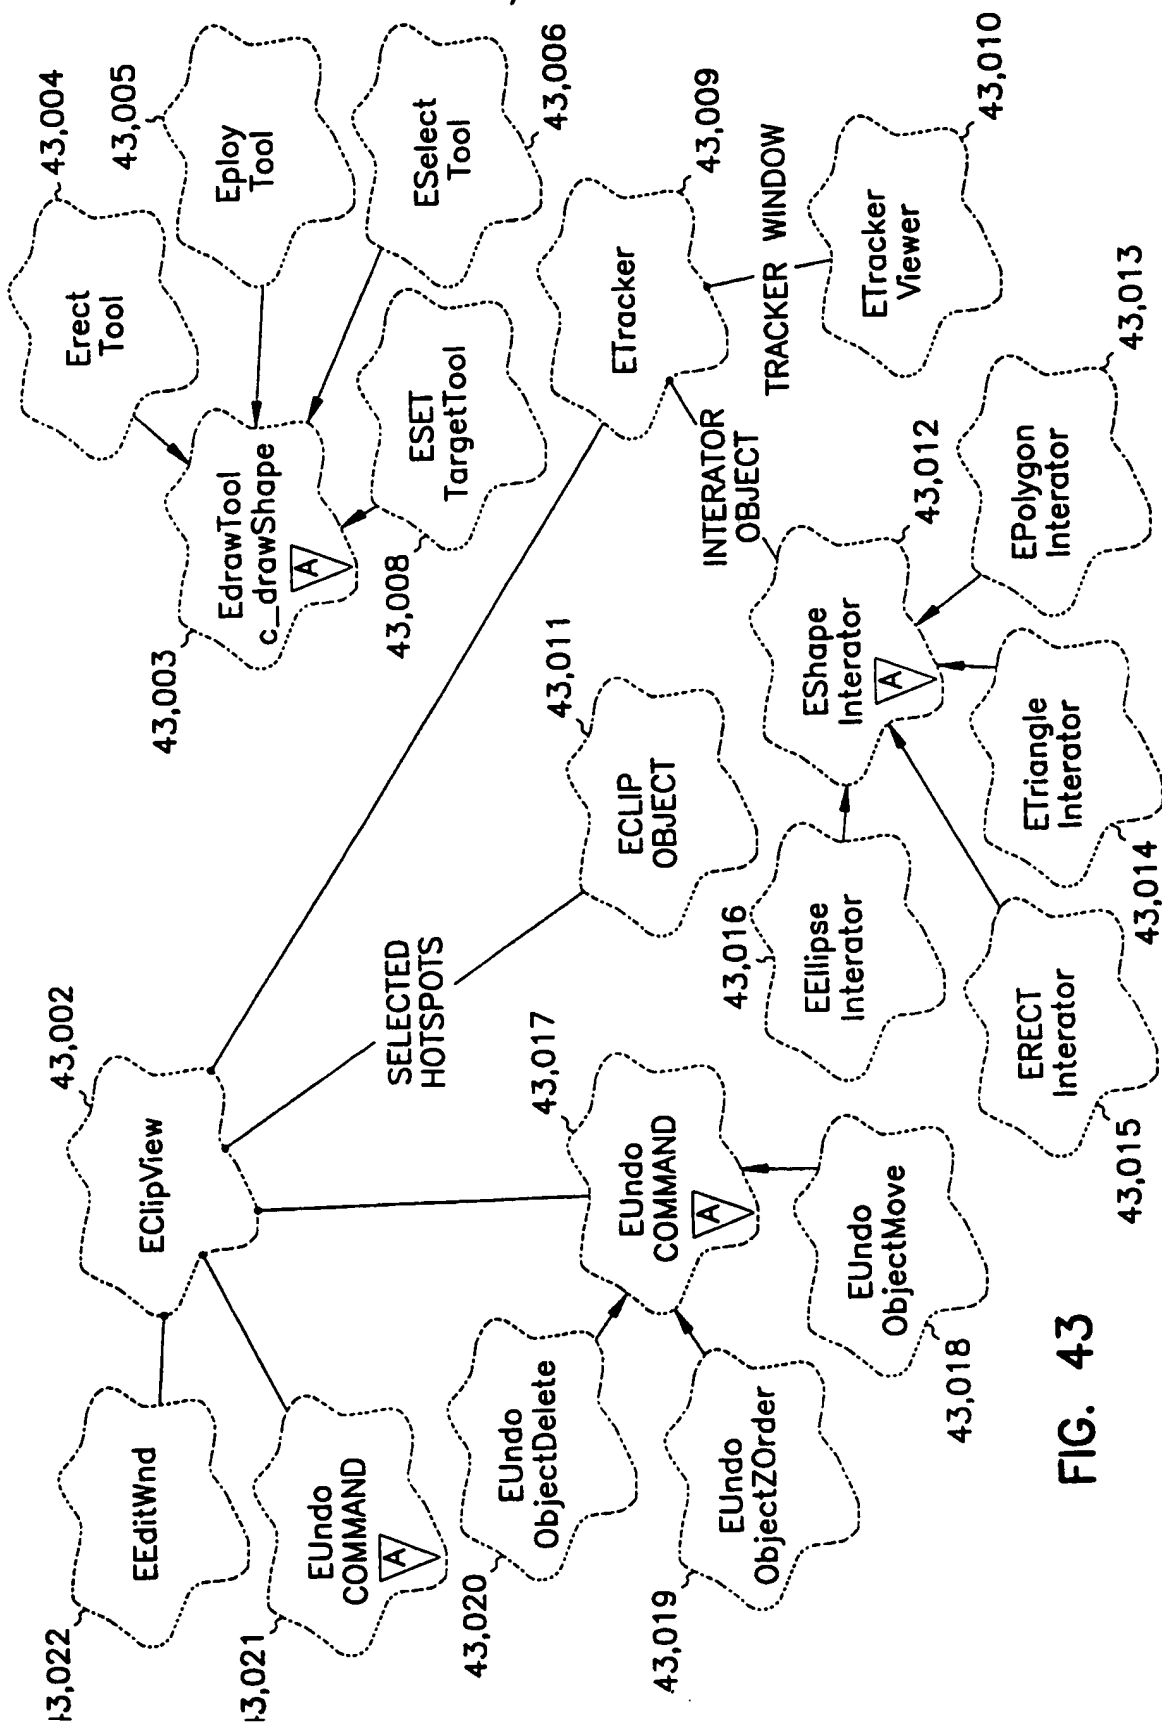 43,002
EClipView
43,022
EEditWnd
43,021
EUndo
COMMAND
A
43,020
EUndo
ObjectDelete
43,019
EUndo
ObjectZOrder
43,018
EUndo
ObjectMove
43,017
EUndo
COMMAND
A
SELECTED
HOTSPOTS
43,011
ECLIP
OBJECT
43,003
EdrawTool
c_drawShape
A
43,004
Erect
Tool
43,005
Eploy
Tool
43,006
ESelect
Tool
43,008
ESET
TargetTool
43,009
ETracker
TRACKER WINDOW
43,010
ETracker
Viewer
INTERATOR
OBJECT
43,012
EShape
Interator
A
43,013
EPolygon
Interator
43,014
ETriangle
Interator
43,015
ERECT
Interator
43,016
EEllipse
Interator
FIG. 43